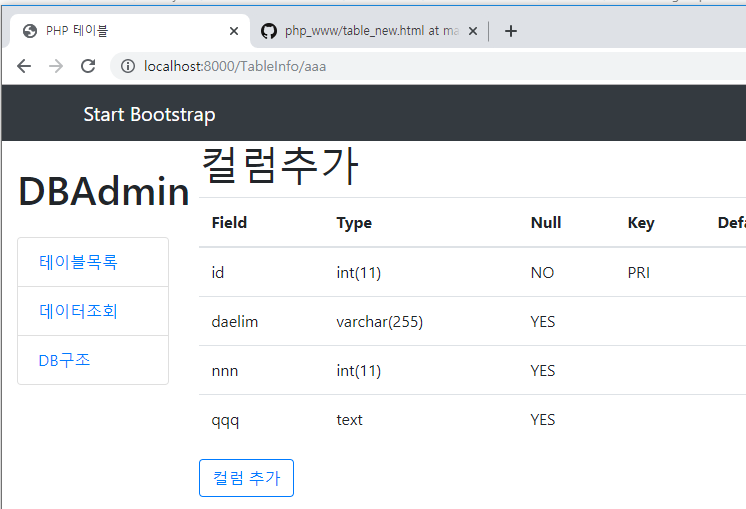 PHP 테이블
php_www/table_new.html at ma
localhost:8000/TableInfo/aaa
Start Bootstrap
DBAdmin
테이블목록
데이터조회
DB구조
컬럼추가
Field Type Null Key Defa
id int(11) NO PRI
daelim varchar(255) YES
nnn int(11) YES
qqq text YES
컬럼 추가